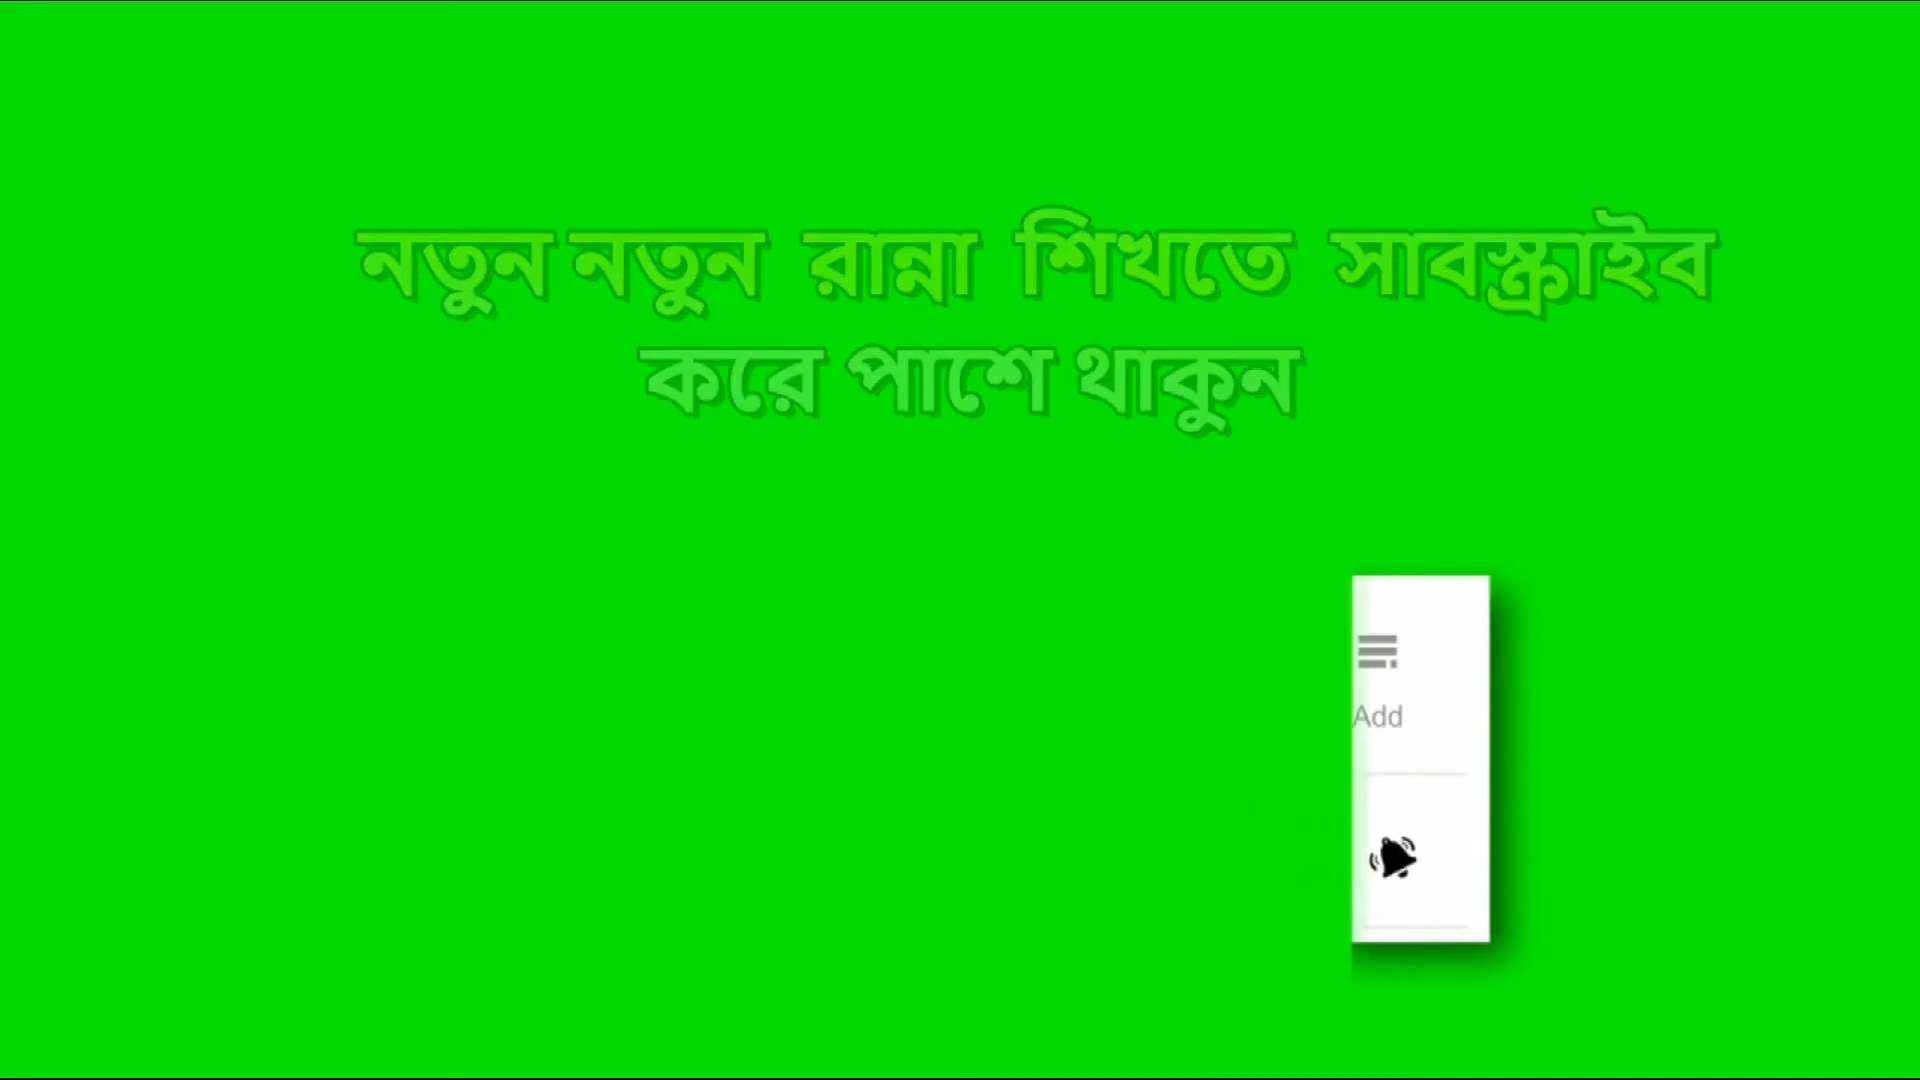 নতুন নতুন রান্না শিখতে সাবস্ক্রাইব
করে পাশে থাকুন
Add